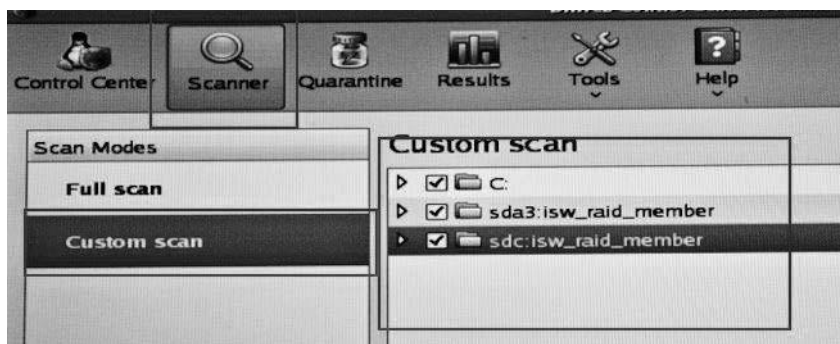 Control Center Scanner Quarantine Results Tools Help
Scan Modes
Full scan
Custom scan
Custom scan
C:
sda3:isw_raid_member
sdc:isw_raid_member